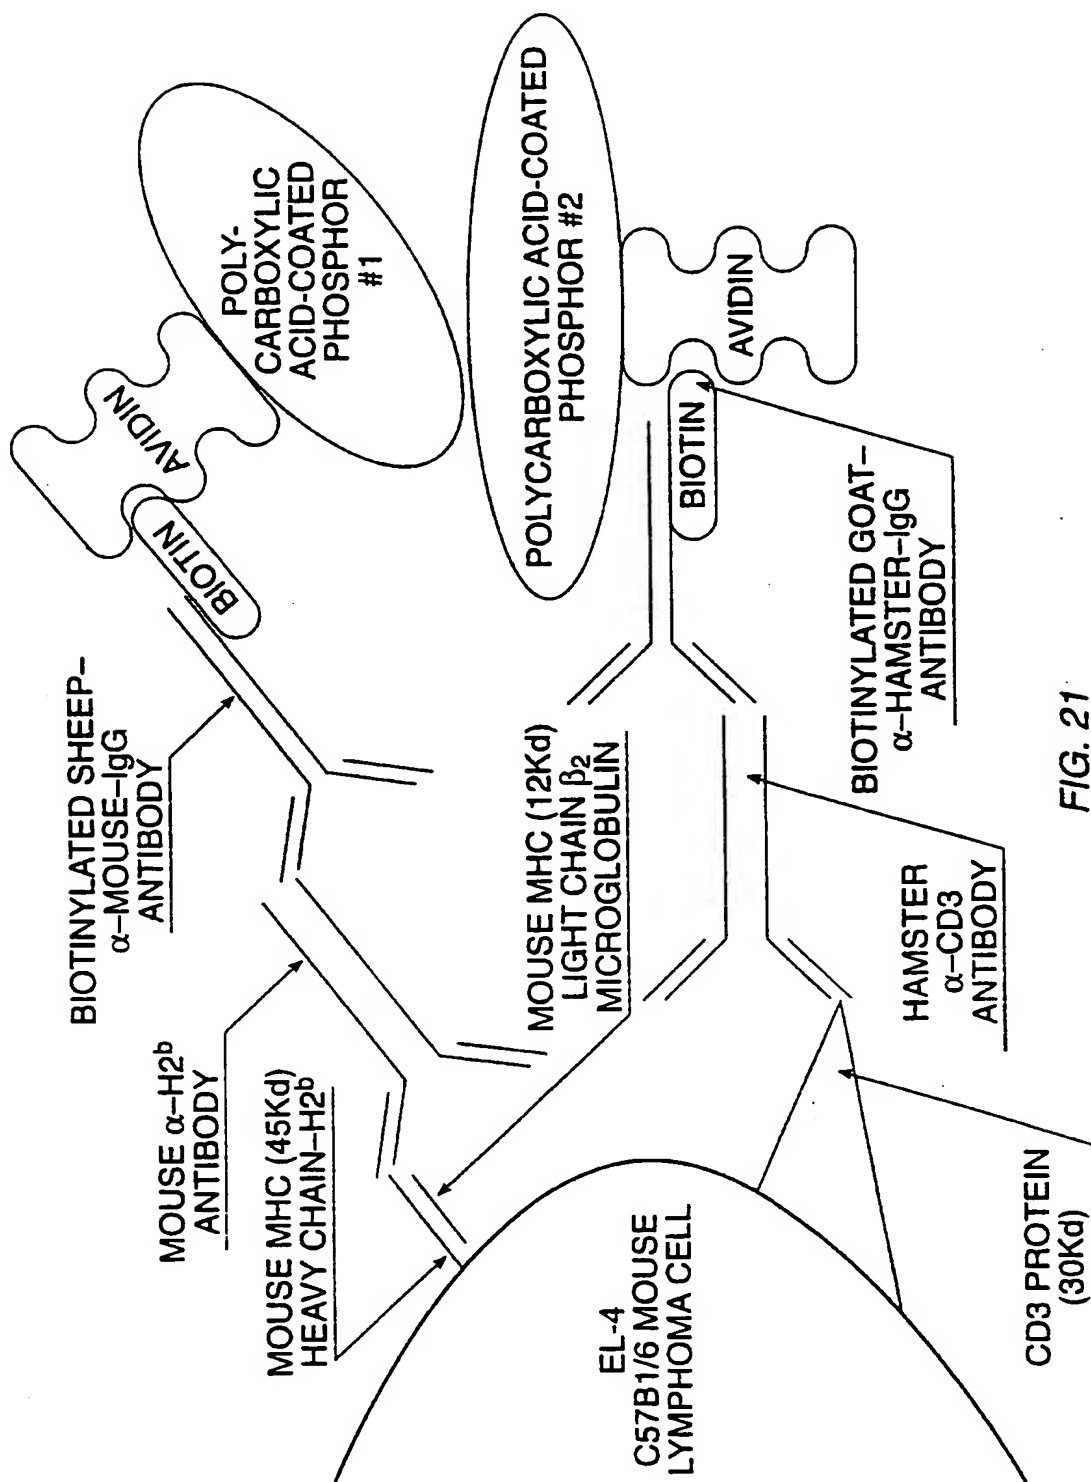 BIOTINYLATED SHEEP–
α–MOUSE–IgG
ANTIBODY
MOUSE α–H2ᵇ
ANTIBODY
MOUSE MHC (45Kd)
HEAVY CHAIN–H2ᵇ
BIOTIN
AVIDIN
POLY-
CARBOXYLIC
ACID-COATED
PHOSPHOR
#1
POLYCARBOXYLIC ACID-COATED
PHOSPHOR #2
MOUSE MHC (12Kd)
LIGHT CHAIN β₂
MICROGLOBULIN
BIOTIN
AVIDIN
EL-4
C57B1/6 MOUSE
LYMPHOMA CELL
BIOTINYLATED GOAT–
α–HAMSTER–IgG
ANTIBODY
HAMSTER
α–CD3
ANTIBODY
CD3 PROTEIN
(30Kd)
FIG. 21